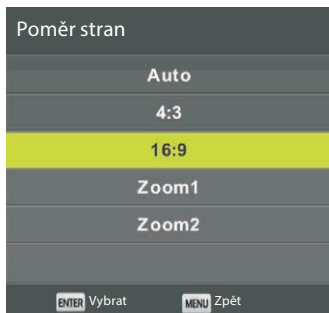 Poměr stran
Auto
4:3
16:9
Zoom1
Zoom2
ENTER Vybrat MENU Zpět